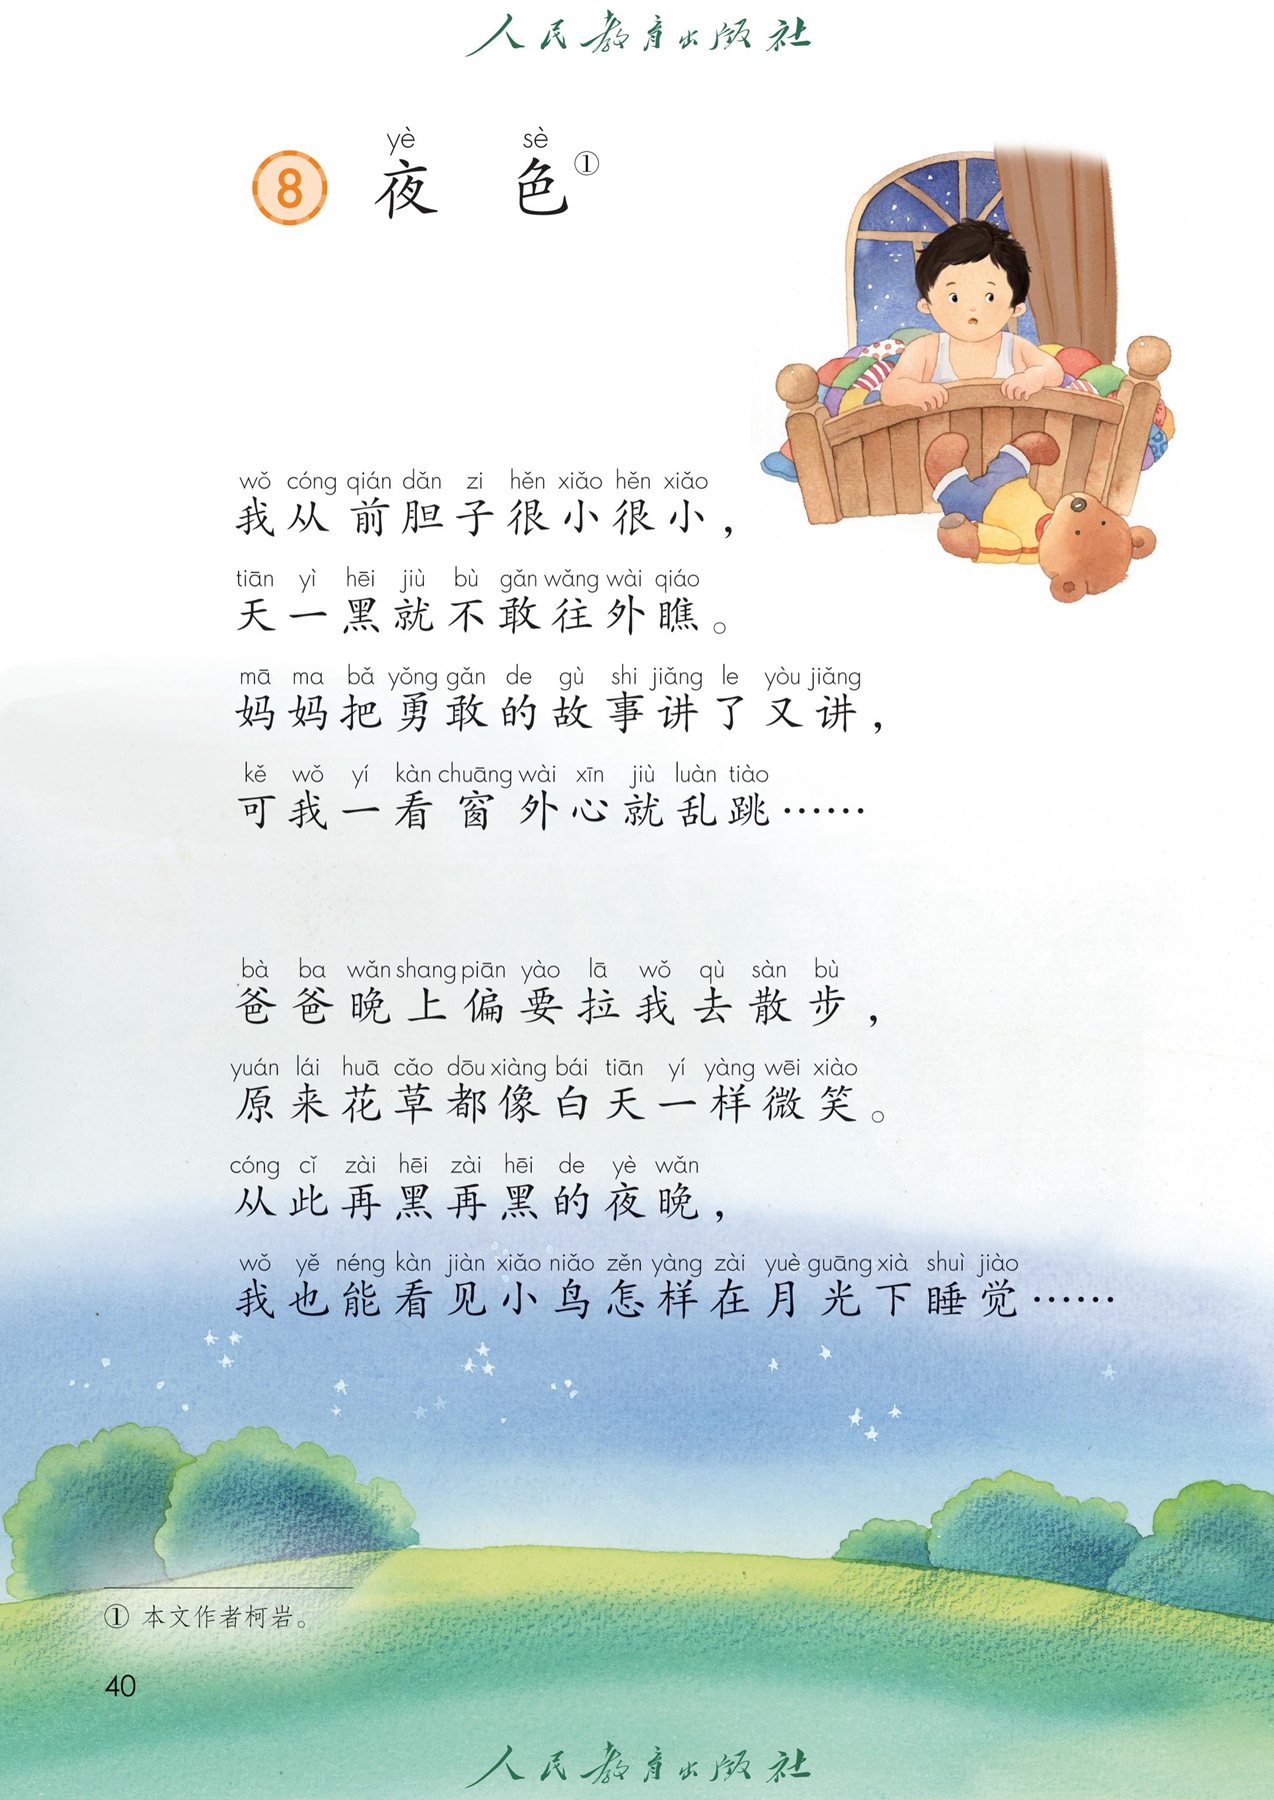 人民教育出版社
yè sè
8 夜色①
wǒ cóng qián dǎn zi hěn xiǎo hěn xiǎo
我从前胆子很小很小，
tiān yì hēi jiù bù gǎn wǎng wài qiáo
天一黑就不敢往外瞧。
mā ma bǎ yǒng gǎn de gù shi jiǎng le yòu jiǎng
妈妈把勇敢的故事讲了又讲，
kě wǒ yí kàn chuāng wài xīn jiù luàn tiào
可我一看窗外心就乱跳……
bà ba wǎn shang piān yào lā wǒ qù sàn bù
爸爸晚上偏要拉我去散步，
yuán lái huā cǎo dōu xiàng bái tiān yí yàng wēi xiào
原来花草都像白天一样微笑。
cóng cǐ zài hēi zài hēi de yè wǎn
从此再黑再黑的夜晚，
wǒ yě néng kàn jiàn xiǎo niǎo zěn yàng zài yuè guāng xià shuì jiào
我也能看见小鸟怎样在月光下睡觉……
① 本文作者柯岩。
40
人民教育出版社